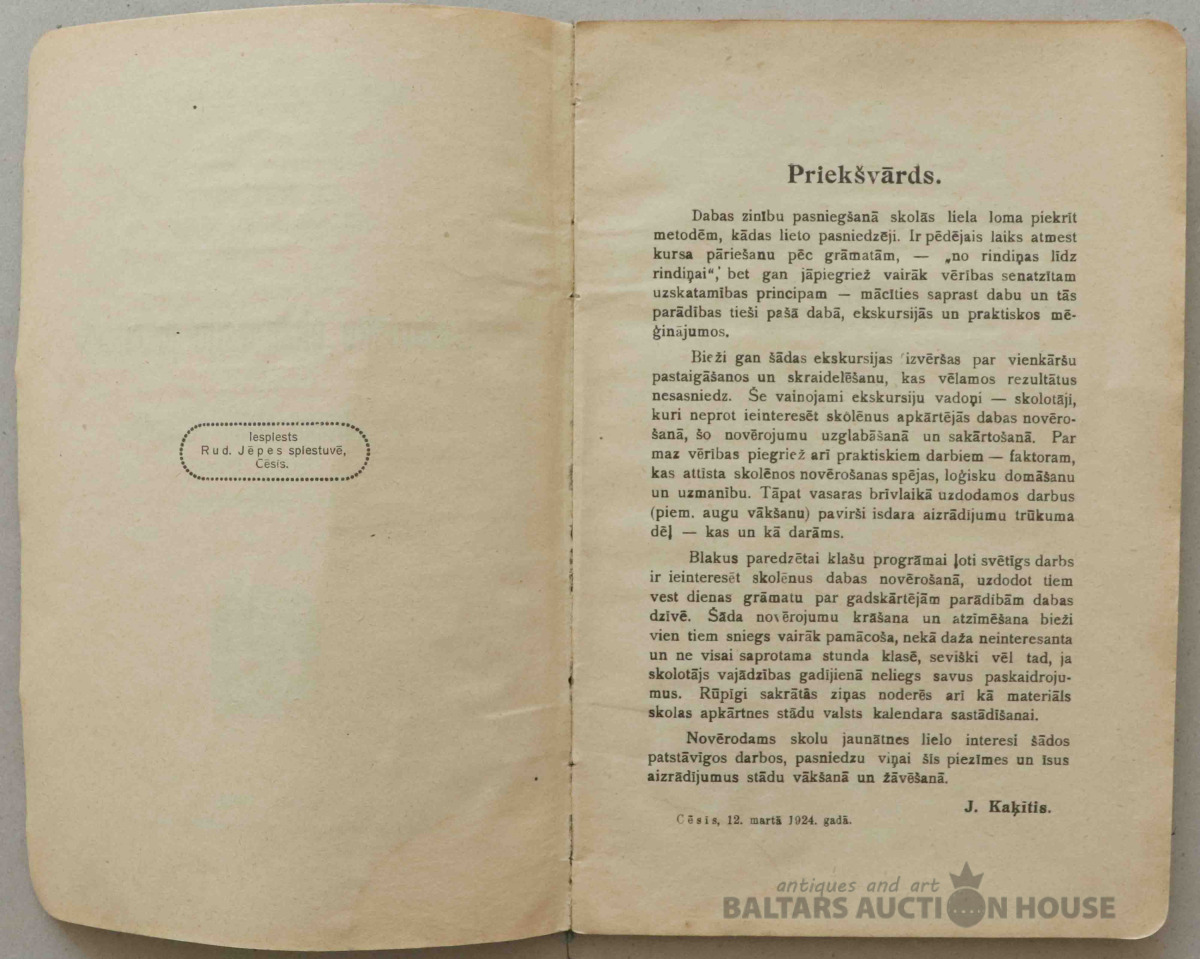 Iespiests
Rud. Jēpes spiestuvē,
Cēsīs.
Priekšvārds.
Dabas zinību pasniegšanā skolās liela loma piekrīt
metodēm, kādas lieto pasniedzēji. Ir pēdējais laiks atmest
kursa pāriešanu pēc grāmatām, — „no rindiņas līdz
rindiņai“, bet gan jāpiegriež vairāk vērības senatzītam
uzskatamības principam — mācīties saprast dabu un tās
parādības tieši pašā dabā, ekskursijās un praktiskos mē-
ģinājumos.
Bieži gan šādas ekskursijas izvēršas par vienkāršu
pastaigāšanos un skraidelēšanu, kas vēlamos rezultātus
nesasniedz. Še vainojami ekskursiju vadoņi — skolotāji,
kuri neprot ieinteresēt skolēnus apkārtējās dabas novēro-
šanā, šo novērojumu uzglabāšanā un sakārtošanā. Par
maz vērības piegriež arī praktiskiem darbiem — faktoram,
kas attīsta skolēnos novērošanas spējas, loģisku domāšanu
un uzmanību. Tāpat vasaras brīvlaikā uzdodamos darbus
(piem. augu vākšanu) pavirši isdara aizrādījumu trūkuma
dēļ — kas un kā darāms.
Blakus paredzētai klašu progrāmai ļoti svētīgs darbs
ir ieinteresēt skolēnus dabas novērošanā, uzdodot tiem
vest dienas grāmatu par gadskārtējām parādībām dabas
dzīvē. Šāda novērojumu krāšana un atzīmēšana bieži
vien tiem sniegs vairāk pamācoša, nekā daža neinteresanta
un ne visai saprotama stunda klasē, sevišķi vēl tad, ja
skolotājs vajādzības gadījienā neliegs savus paskaidroju-
mus. Rūpīgi sakrātās ziņas noderēs arī kā materiāls
skolas apkārtnes stādu valsts kalendara sastādīšanai.
Novērodams skolu jaunātnes lielo interesi šādos
patstāvīgos darbos, pasniedzu viņai šīs piezīmes un īsus
aizrādījumus stādu vākšanā un žāvēšanā.
J. Kaķītis.
Cēsīs, 12. martā 1924. gadā.
antiques and art
BALTARS AUCTION HOUSE